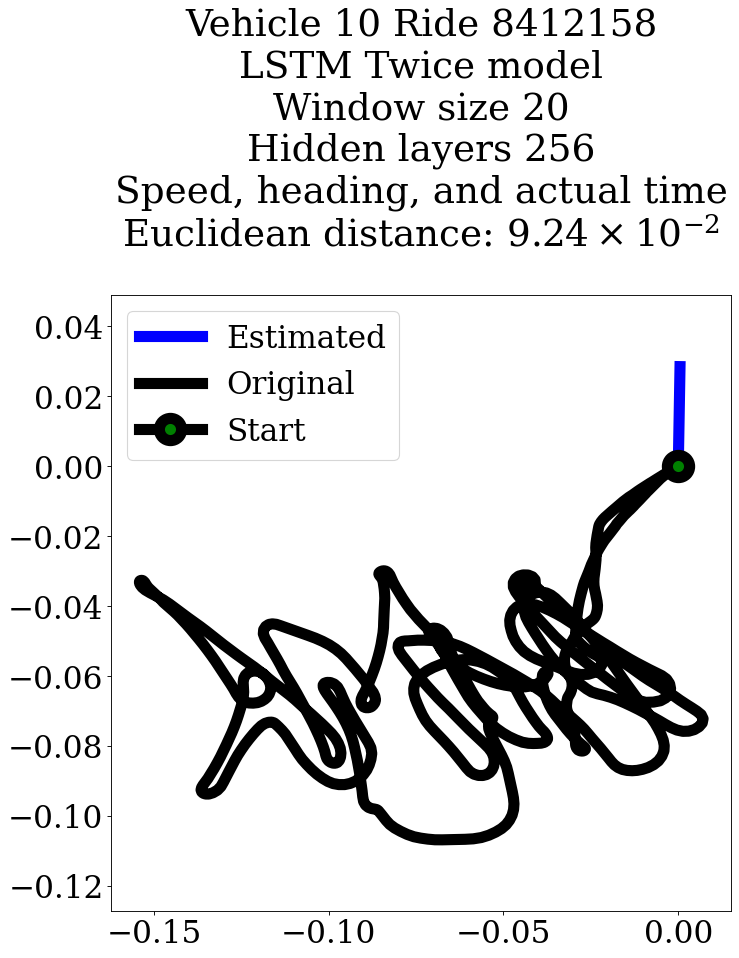 Vehicle 10 Ride 8412158
LSTM Twice model
Window size 20
Hidden layers 256
Speed, heading, and actual time
Euclidean distance: 9.24 × 10⁻²
Estimated
Original
Start
0.04
0.02
0.00
−0.02
−0.04
−0.06
−0.08
−0.10
−0.12
−0.15
−0.10
−0.05
0.00